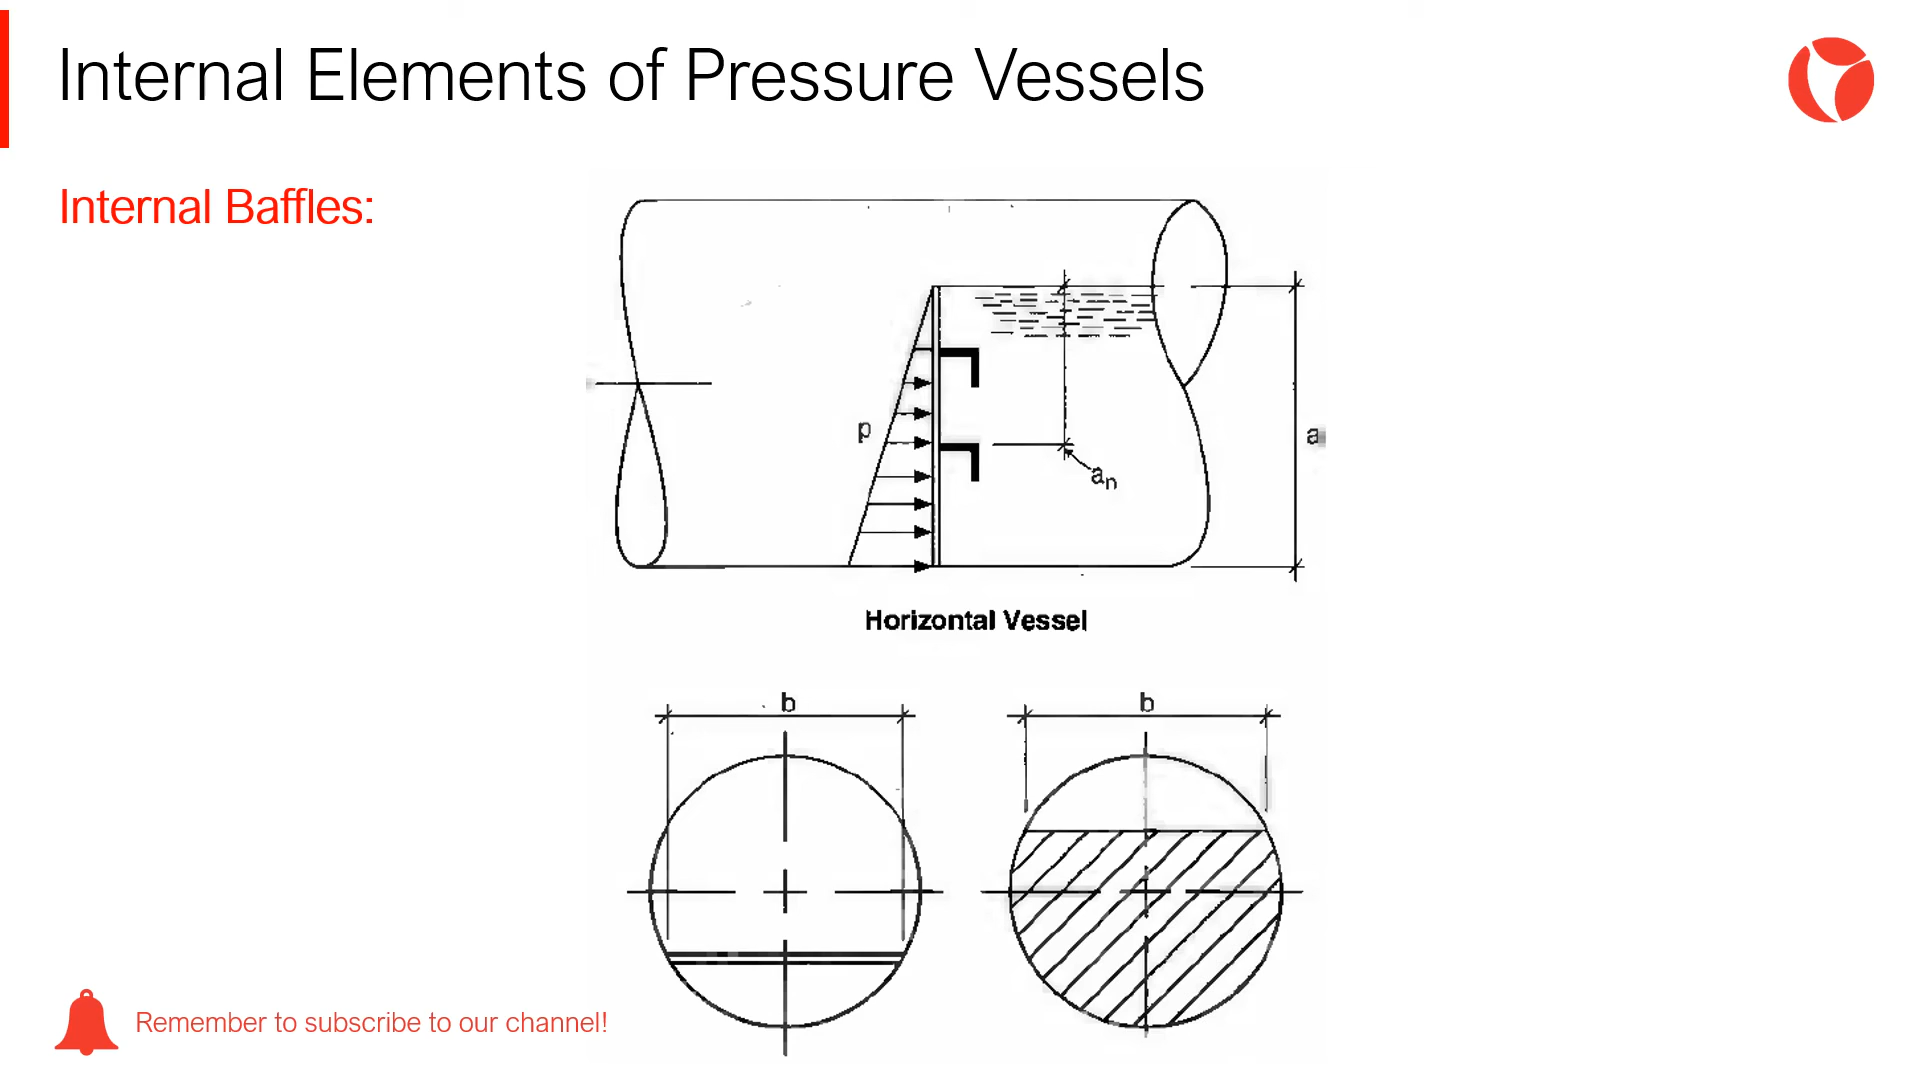 Internal Elements of Pressure Vessels
Internal Baffles:
p
a
an
Horizontal Vessel
b
b
Remember to subscribe to our channel!